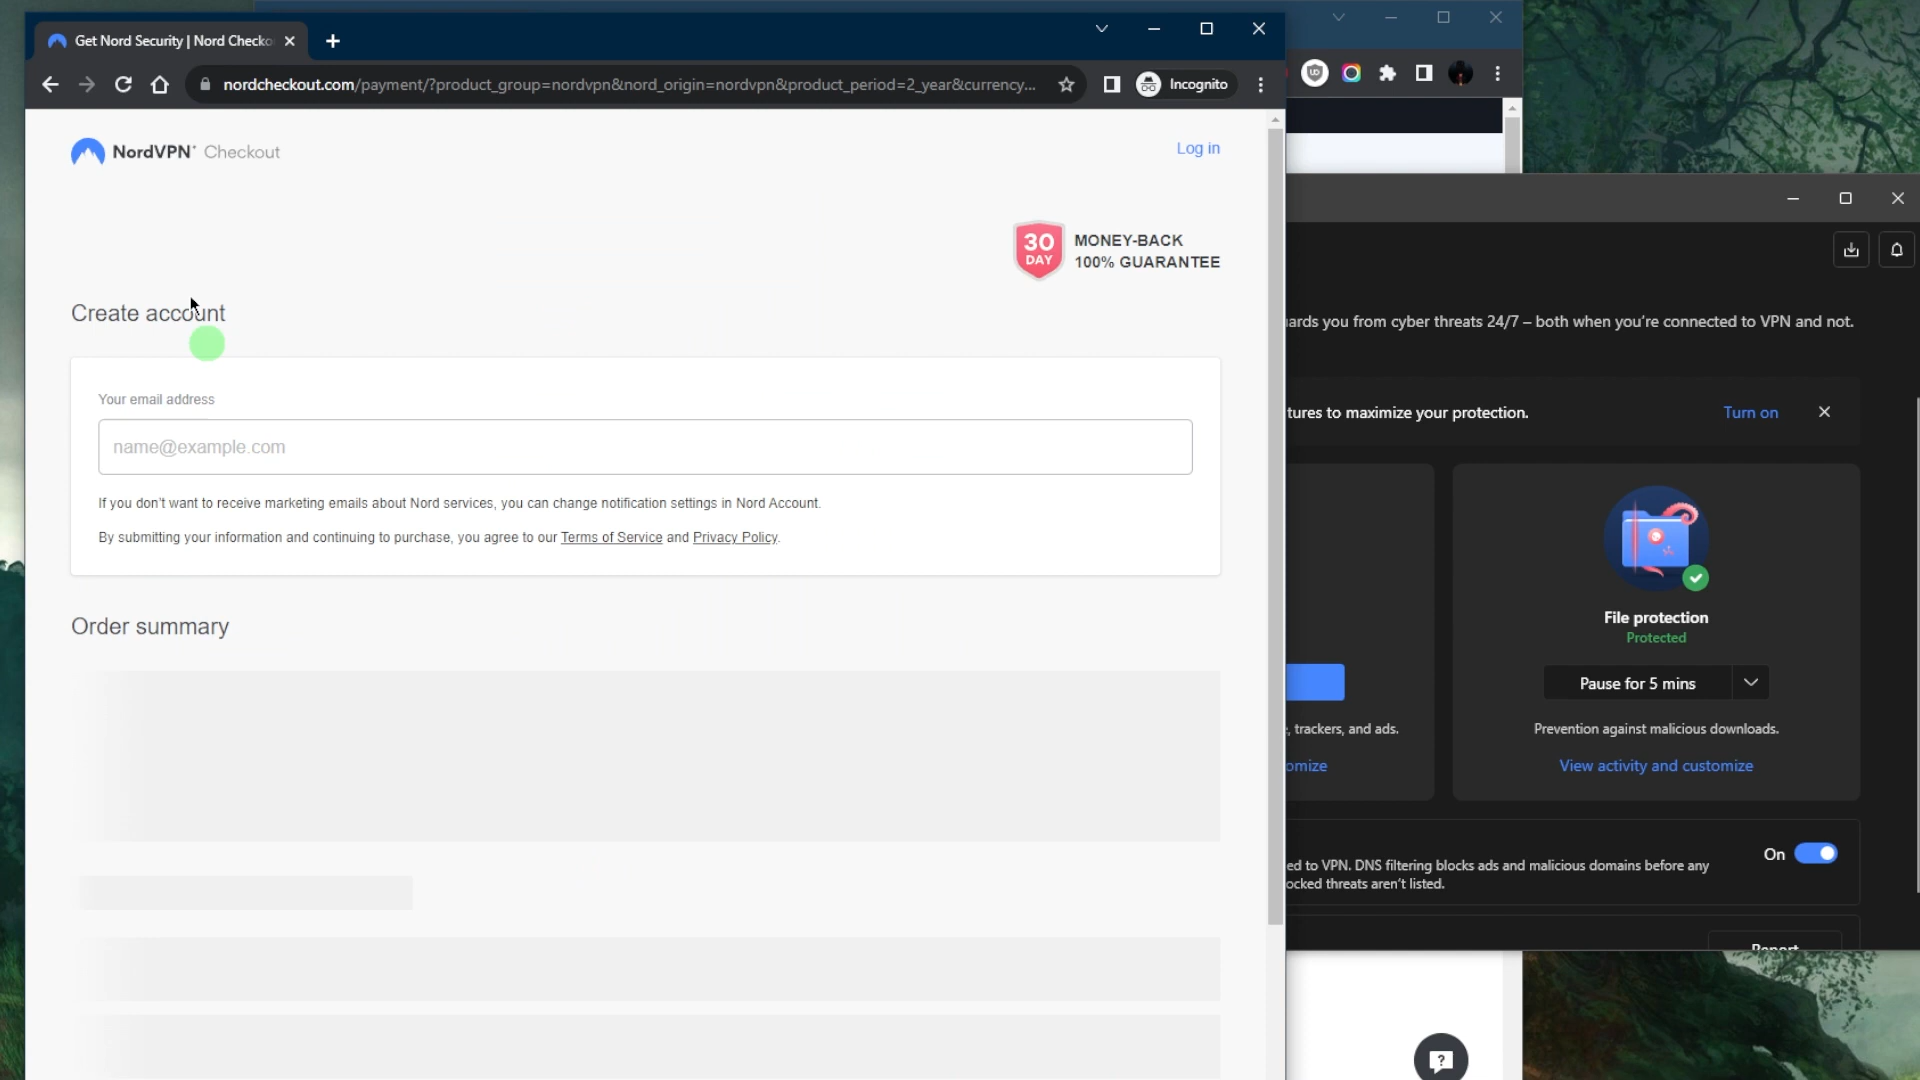 Get Nord Security | Nord Checko
nordcheckout.com/payment/?product_group=nordvpn&nord_origin=nordvpn&product_period=2_year&currency...
Incognito
NordVPN® Checkout
Log in
30
DAY
MONEY-BACK
100% GUARANTEE
Create account
Your email address
name@example.com
If you don't want to receive marketing emails about Nord services, you can change notification settings in Nord Account.
By submitting your information and continuing to purchase, you agree to our Terms of Service and Privacy Policy.
Order summary
ards you from cyber threats 24/7 – both when you're connected to VPN and not.
tures to maximize your protection.
Turn on
File protection
Protected
Pause for 5 mins
, trackers, and ads.
Prevention against malicious downloads.
omize
View activity and customize
On
ed to VPN. DNS filtering blocks ads and malicious domains before any
ocked threats aren't listed.
Report